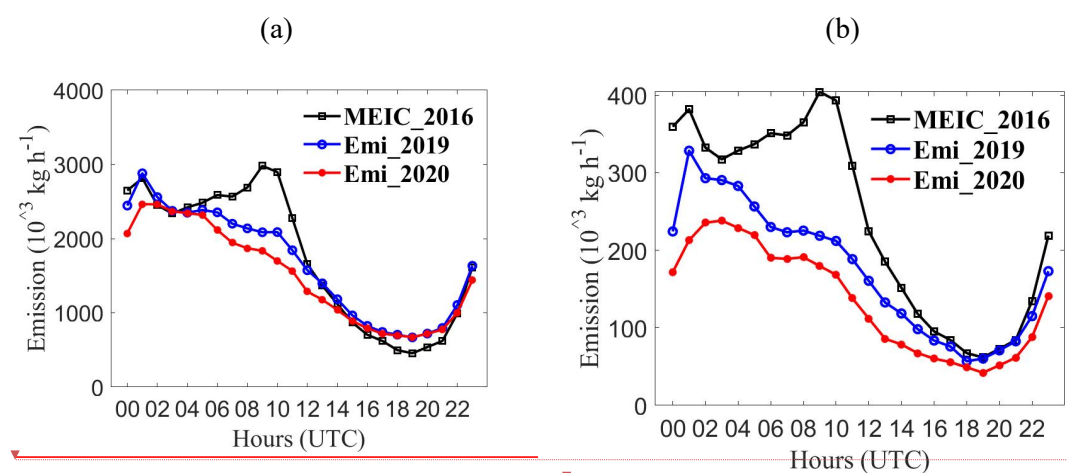 (a)
(b)
4000
3000
2000
1000
0
Emission (10^3 kg h-1)
MEIC_2016
Emi_2019
Emi_2020
00 02 04 06 08 10 12 14 16 18 20 22
Hours (UTC)
400
300
200
100
0
Emission (10^3 kg h-1)
MEIC_2016
Emi_2019
Emi_2020
00 02 04 06 08 10 12 14 16 18 20 22
Hours (UTC)